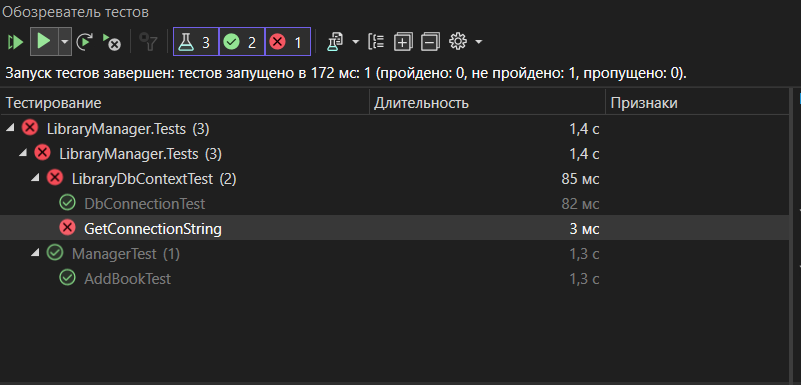 Обозреватель тестов
3 2 1
Запуск тестов завершен: тестов запущено в 172 мс: 1 (пройдено: 0, не пройдено: 1, пропущено: 0).
Тестирование Длительность Признаки
LibraryManager.Tests (3) 1,4 с
LibraryManager.Tests (3) 1,4 с
LibraryDbContextTest (2) 85 мс
DbConnectionTest 82 мс
GetConnectionString 3 мс
ManagerTest (1) 1,3 с
AddBookTest 1,3 с